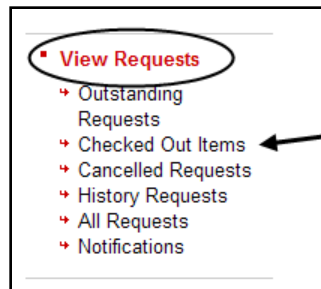 View Requests
Outstanding
Requests
Checked Out Items
Cancelled Requests
History Requests
All Requests
Notifications